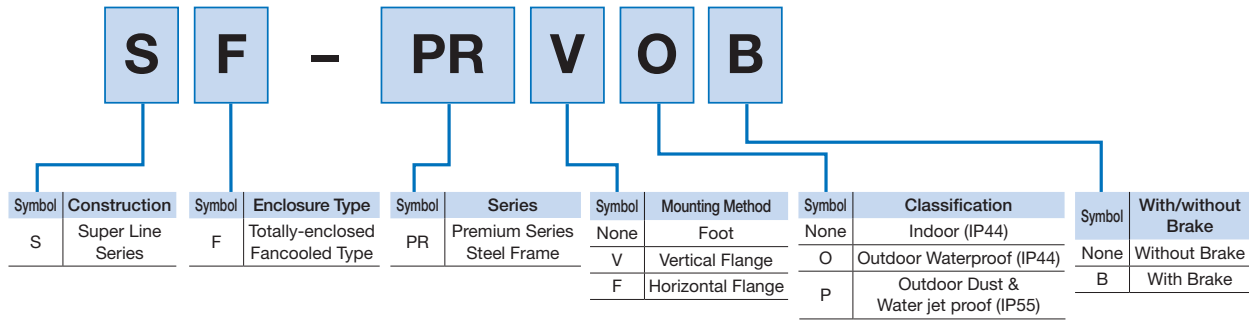 S F – PR V O B
Symbol Construction
S Super Line
Series
Symbol Enclosure Type
F Totally-enclosed
Fancooled Type
Symbol Series
PR Premium Series
Steel Frame
Symbol Mounting Method
None Foot
V Vertical Flange
F Horizontal Flange
Symbol Classification
None Indoor (IP44)
O Outdoor Waterproof (IP44)
P Outdoor Dust &
Water jet proof (IP55)
Symbol With/without
Brake
None Without Brake
B With Brake